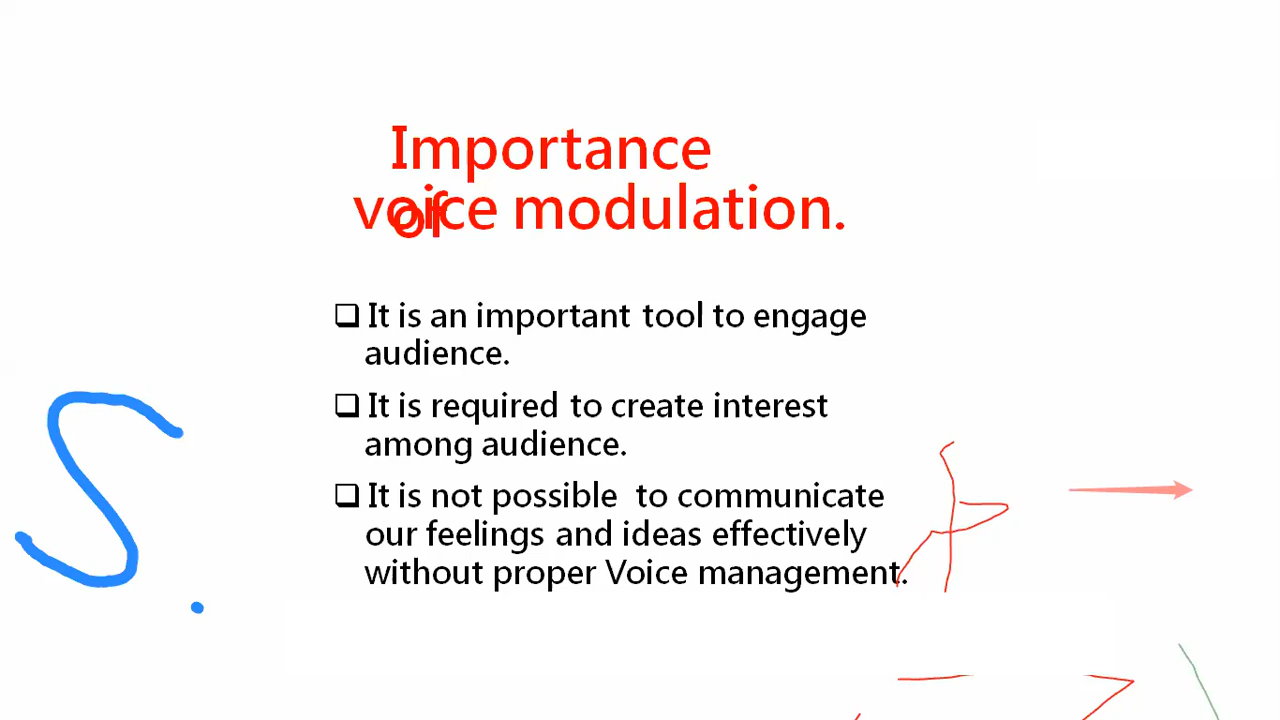 Importance
of
voice modulation.
❑ It is an important tool to engage
audience.
❑ It is required to create interest
among audience.
❑ It is not possible to communicate
our feelings and ideas effectively
without proper Voice management.
S.